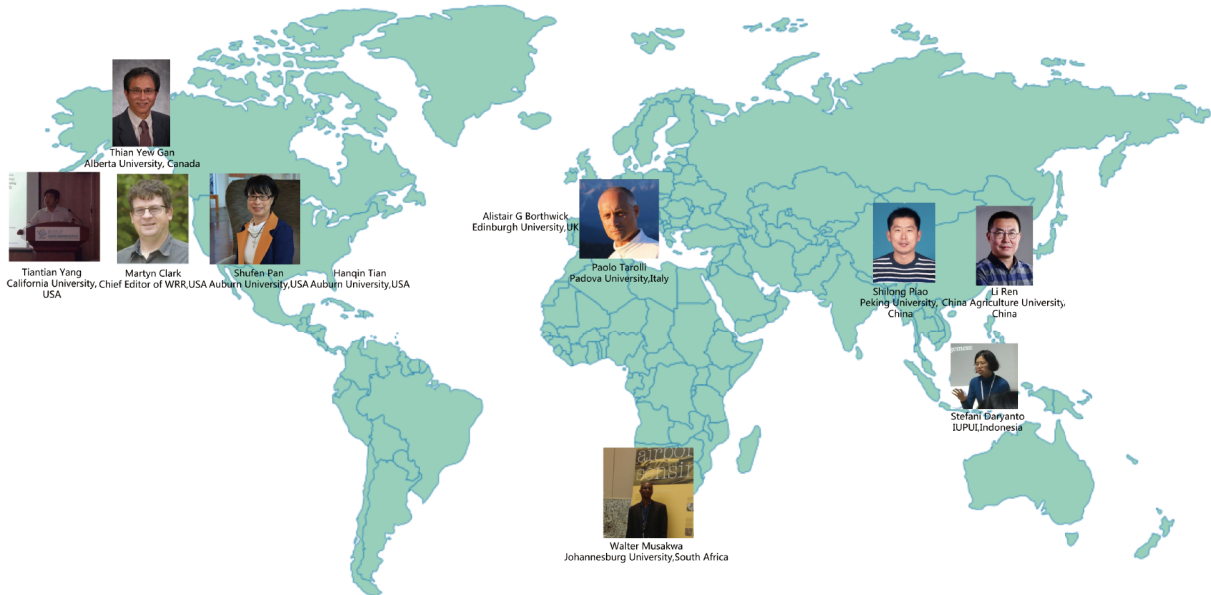 Thian Yew Gan
Alberta University, Canada
Tiantian Yang
California University,
USA
Martyn Clark
Chief Editor of WRR,USA
Shufen Pan
Auburn University,USA
Hanqin Tian
Auburn University,USA
Alistair G Borthwick
Edinburgh University,UK
Paolo Tarolli
Padova University,Italy
Shilong Piao
Peking University,
China
Li Ren
China Agriculture University,
China
Stefani Daryanto
IUPUI,Indonesia
Walter Musakwa
Johannesburg University,South Africa